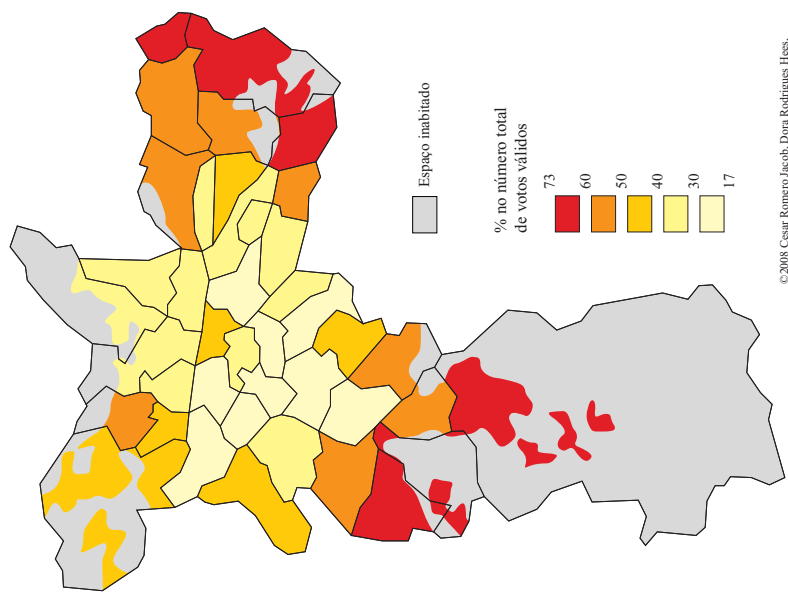 Espaço inabitado
% no número total
de votos válidos
73
60
50
40
30
17
©2008 Cesar Romero Jacob, Dora Rodrigues Hees.